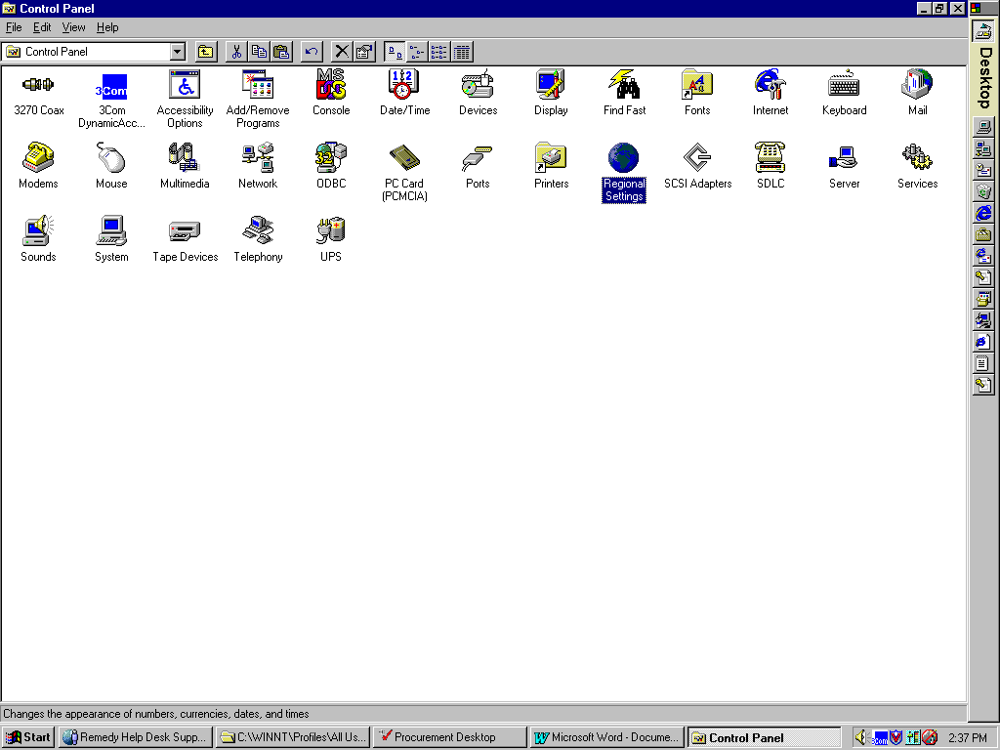 Control Panel
File Edit View Help
Control Panel
3270 Coax
3Com
DynamicAcc...
Accessibility
Options
Add/Remove
Programs
Console
Date/Time
Devices
Display
Find Fast
Fonts
Internet
Keyboard
Mail
Modems
Mouse
Multimedia
Network
ODBC
PC Card
(PCMCIA)
Ports
Printers
Regional
Settings
SCSI Adapters
SDLC
Server
Services
Sounds
System
Tape Devices
Telephony
UPS
Desktop
Changes the appearance of numbers, currencies, dates, and times
Start
Remedy Help Desk Supp...
C:\WINNT\Profiles\All Us...
Procurement Desktop
Microsoft Word - Docume...
Control Panel
2:37 PM